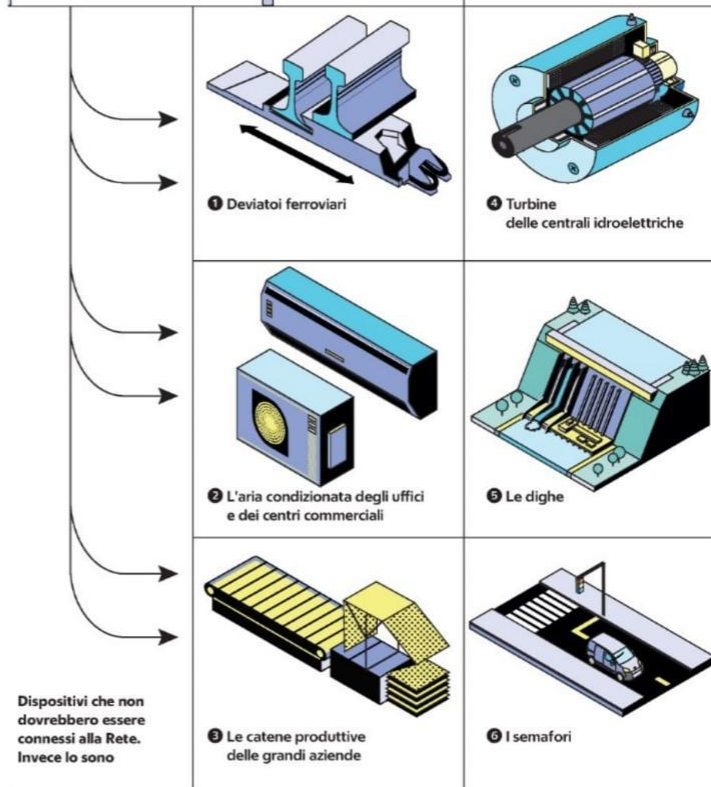 ❶ Deviatoi ferroviari
❹ Turbine
delle centrali idroelettriche
❷ L'aria condizionata degli uffici
e dei centri commerciali
❺ Le dighe
Dispositivi che non
dovrebbero essere
connessi alla Rete.
Invece lo sono
❸ Le catene produttive
delle grandi aziende
❻ I semafori